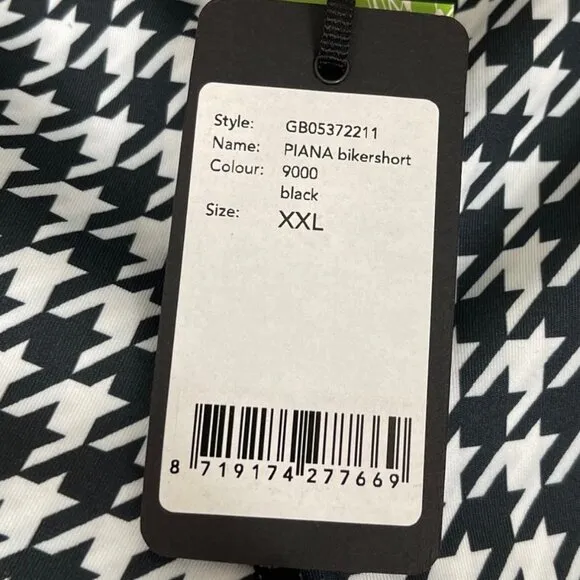 Style: GB05372211
Name: PIANA bikershort
Colour: 9000
black
Size: XXL
8 719174 277669